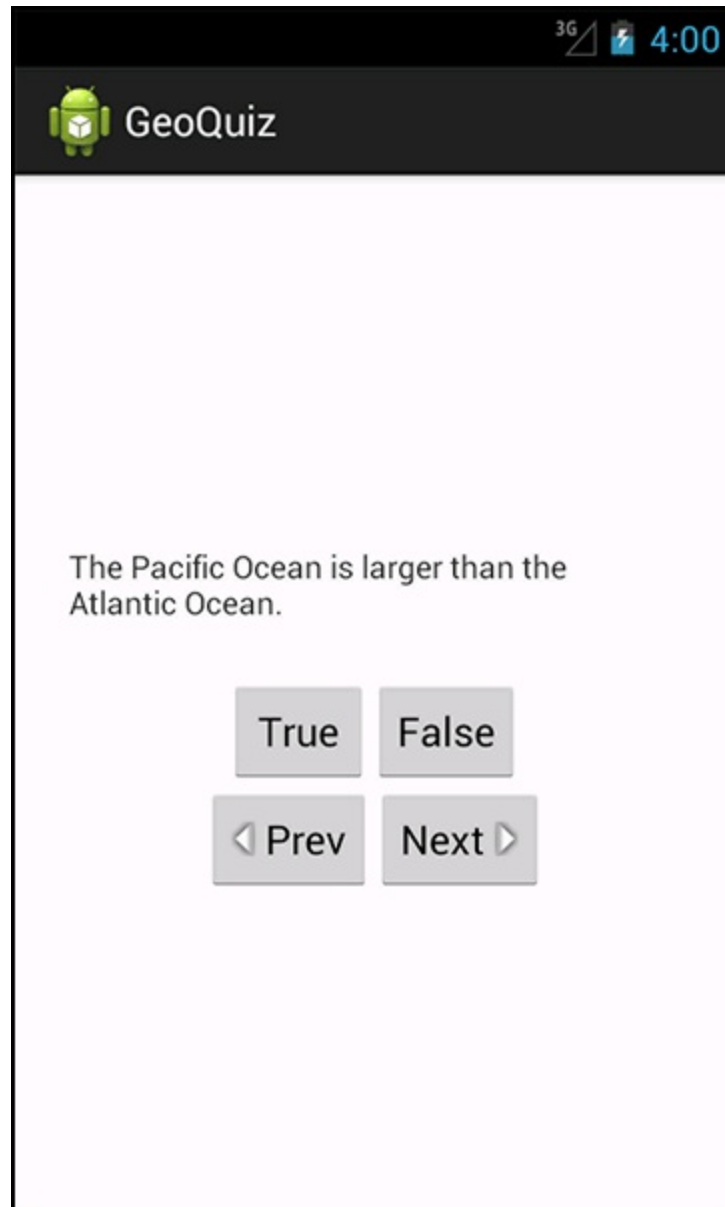 3G 4:00
GeoQuiz
The Pacific Ocean is larger than the
Atlantic Ocean.
True False
Prev Next